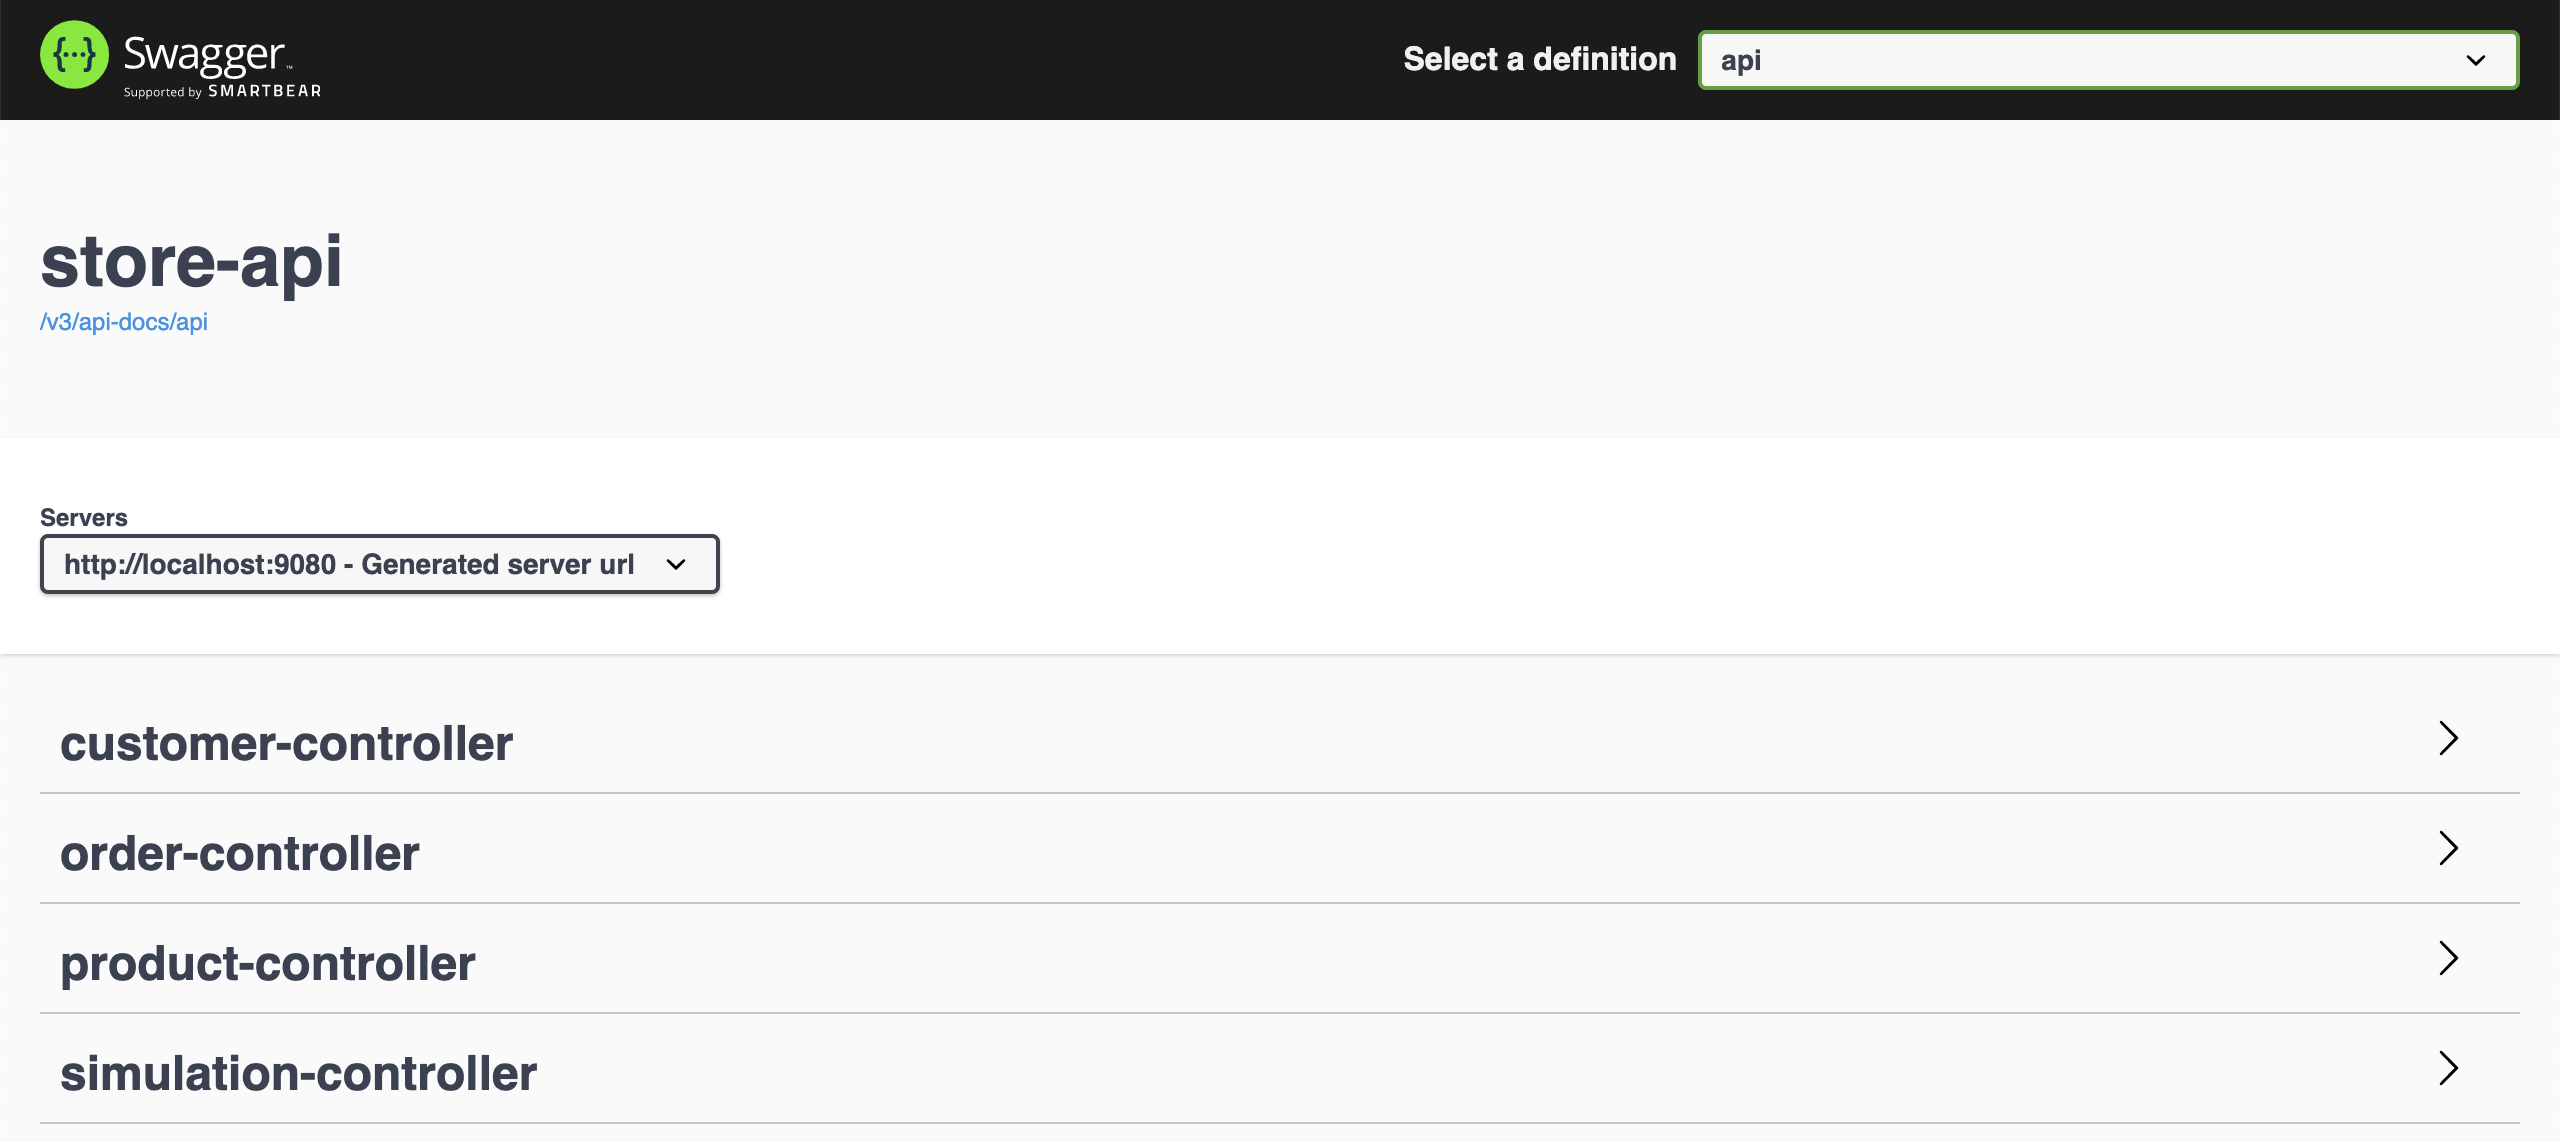 {···} Swagger™
Supported by SMARTBEAR
Select a definition
api
store-api
/v3/api-docs/api
Servers
http://localhost:9080 - Generated server url
customer-controller
order-controller
product-controller
simulation-controller